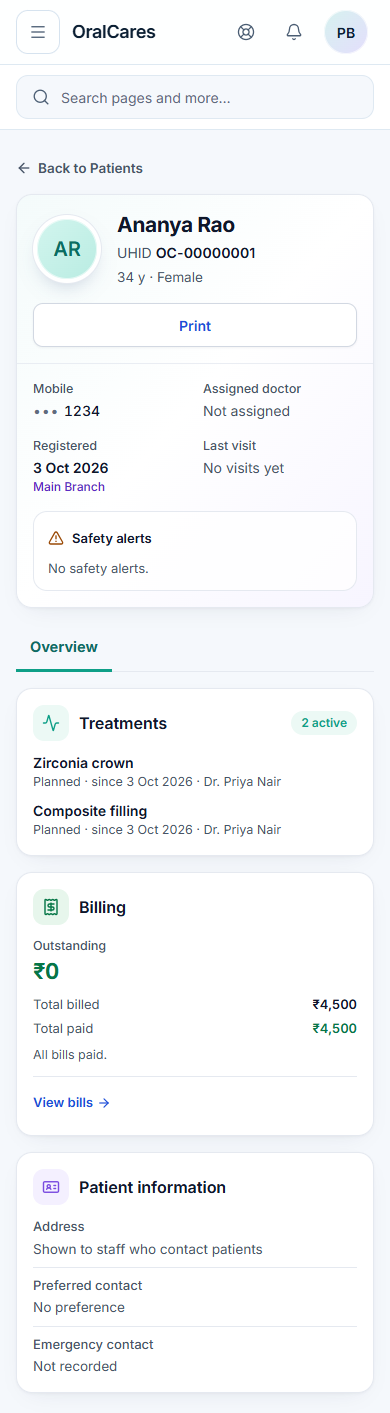 OralCares
PB
Search pages and more...
← Back to Patients
AR
Ananya Rao
UHID OC-00000001
34 y · Female
Print
Mobile
••• 1234
Assigned doctor
Not assigned
Registered
3 Oct 2026
Main Branch
Last visit
No visits yet
Safety alerts
No safety alerts.
Overview
Treatments
2 active
Zirconia crown
Planned · since 3 Oct 2026 · Dr. Priya Nair
Composite filling
Planned · since 3 Oct 2026 · Dr. Priya Nair
Billing
Outstanding
₹0
Total billed ₹4,500
Total paid ₹4,500
All bills paid.
View bills →
Patient information
Address
Shown to staff who contact patients
Preferred contact
No preference
Emergency contact
Not recorded